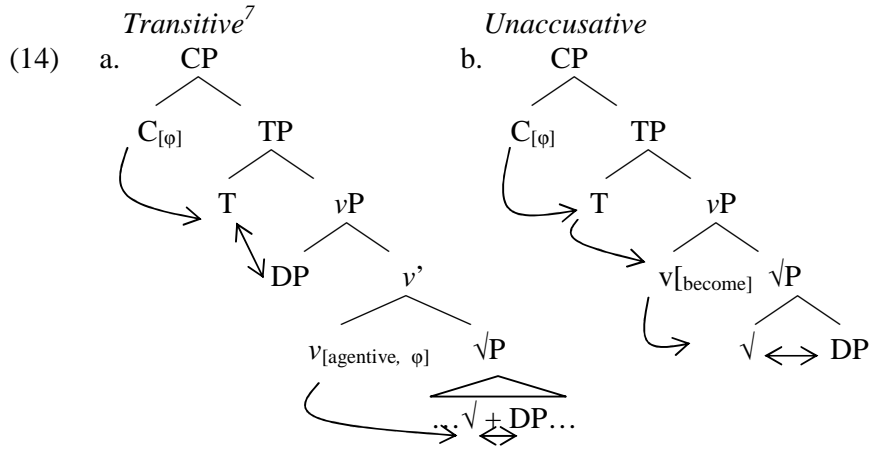 Transitive⁷ Unaccusative
(14) a. CP b. CP
C[φ] TP C[φ] TP
T vP T vP
DP v’ v[become] √P
v[agentive, φ] √P √ DP
…√ + DP…